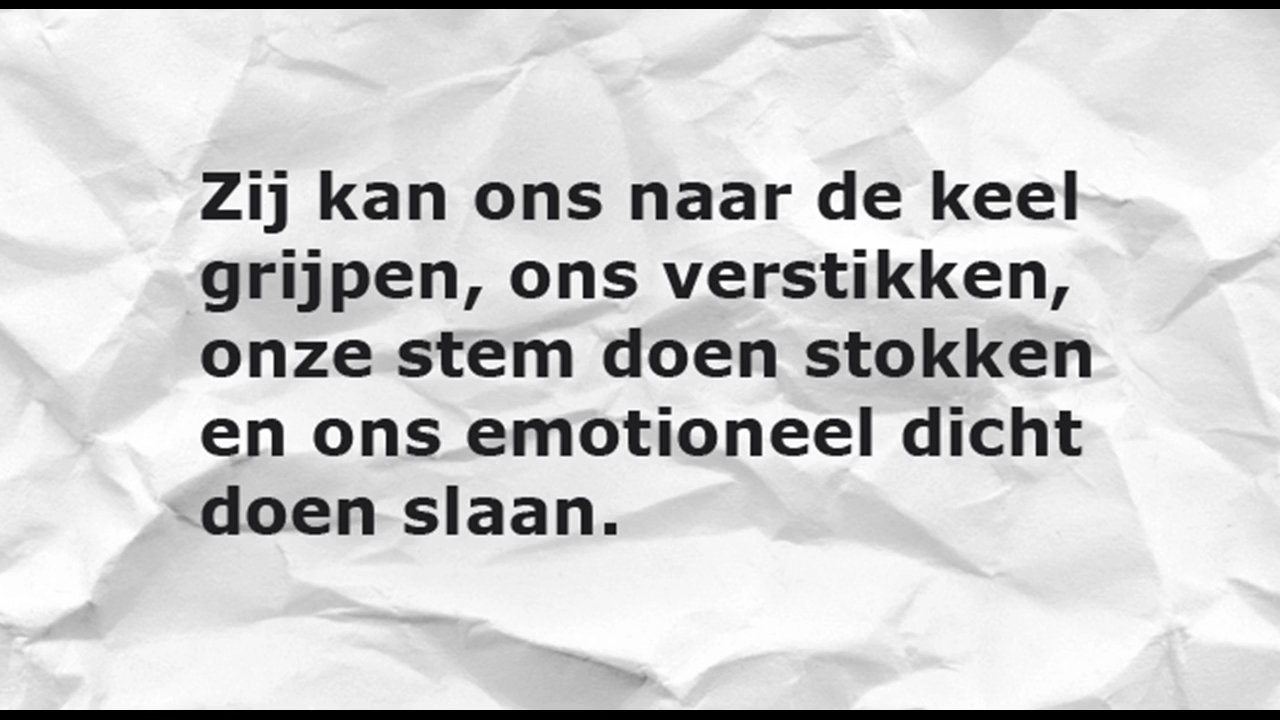 Zij kan ons naar de keel
grijpen, ons verstikken,
onze stem doen stokken
en ons emotioneel dicht
doen slaan.